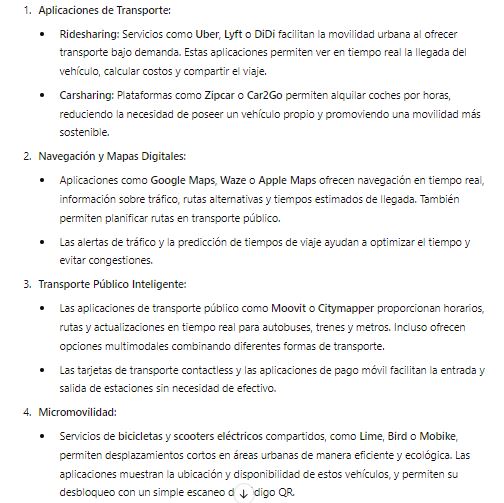 1. Aplicaciones de Transporte:
• Ridesharing: Servicios como Uber, Lyft o DiDi facilitan la movilidad urbana al ofrecer
transporte bajo demanda. Estas aplicaciones permiten ver en tiempo real la llegada del
vehículo, calcular costos y compartir el viaje.
• Carsharing: Plataformas como Zipcar o Car2Go permiten alquilar coches por horas,
reduciendo la necesidad de poseer un vehículo propio y promoviendo una movilidad más
sostenible.
2. Navegación y Mapas Digitales:
• Aplicaciones como Google Maps, Waze o Apple Maps ofrecen navegación en tiempo real,
información sobre tráfico, rutas alternativas y tiempos estimados de llegada. También
permiten planificar rutas en transporte público.
• Las alertas de tráfico y la predicción de tiempos de viaje ayudan a optimizar el tiempo y
evitar congestiones.
3. Transporte Público Inteligente:
• Las aplicaciones de transporte público como Moovit o Citymapper proporcionan horarios,
rutas y actualizaciones en tiempo real para autobuses, trenes y metros. Incluso ofrecen
opciones multimodales combinando diferentes formas de transporte.
• Las tarjetas de transporte contactless y las aplicaciones de pago móvil facilitan la entrada y
salida de estaciones sin necesidad de efectivo.
4. Micromovilidad:
• Servicios de bicicletas y scooters eléctricos compartidos, como Lime, Bird o Mobike,
permiten desplazamientos cortos en áreas urbanas de manera eficiente y ecológica. Las
aplicaciones muestran la ubicación y disponibilidad de estos vehículos, y permiten su
desbloqueo con un simple escaneo QR.